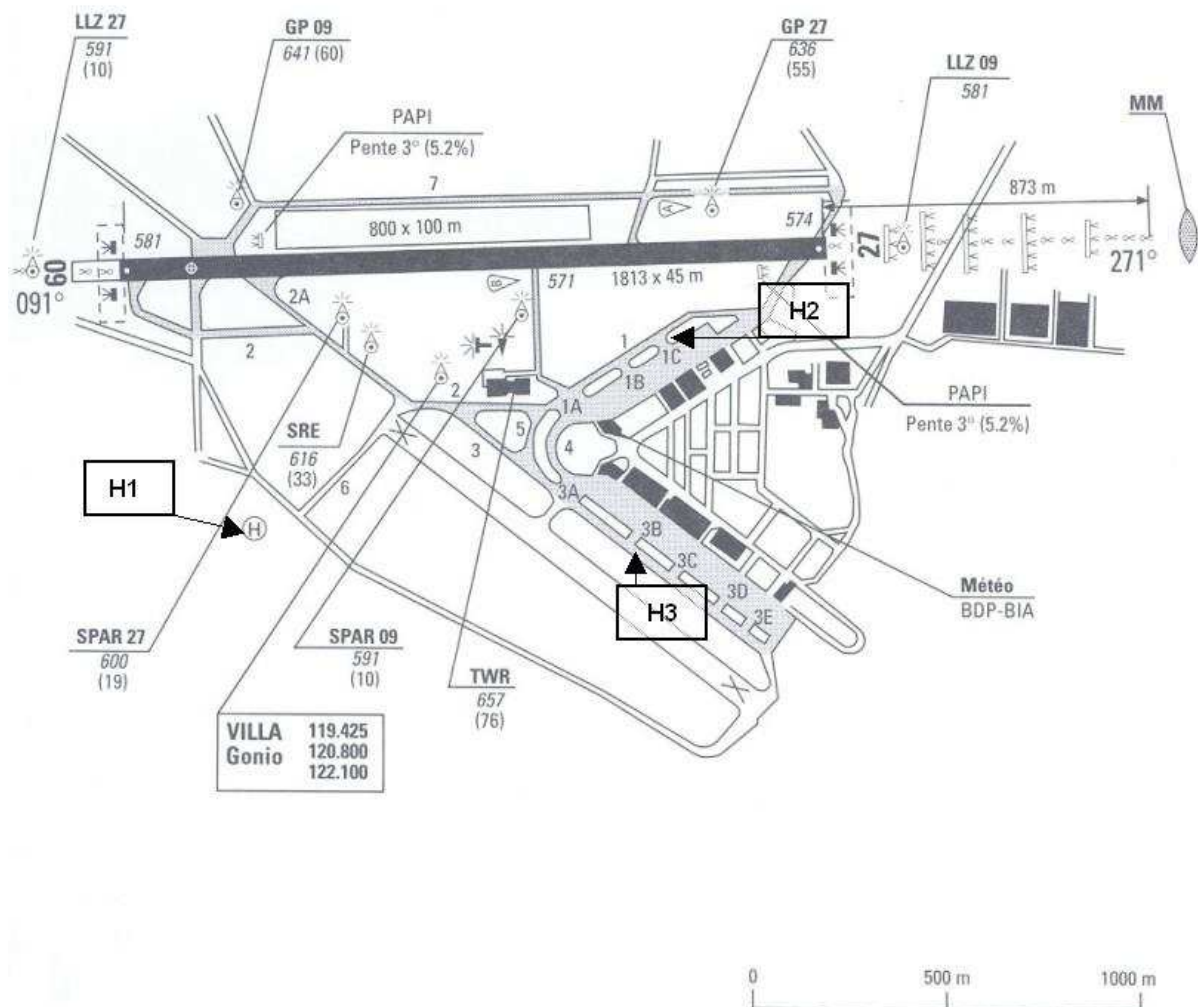 LLZ 27
591
(10)
GP 09
641 (60)
GP 27
636
(55)
LLZ 09
581
MM
PAPI
Pente 3° (5.2%)
7
A
873 m
800 x 100 m
574
581
09
27
091°
271°
2A
B
571
1813 x 45 m
H2
1
1C
1B
2
2
1A
PAPI
Pente 3° (5.2%)
SRE
616
(33)
3
5
4
H1
6
H
3A
3B
3C
3D
3E
H3
Météo
BDP-BIA
SPAR 27
600
(19)
SPAR 09
591
(10)
TWR
657
(76)
VILLA 119.425
Gonio 120.800
122.100
0 500 m 1000 m